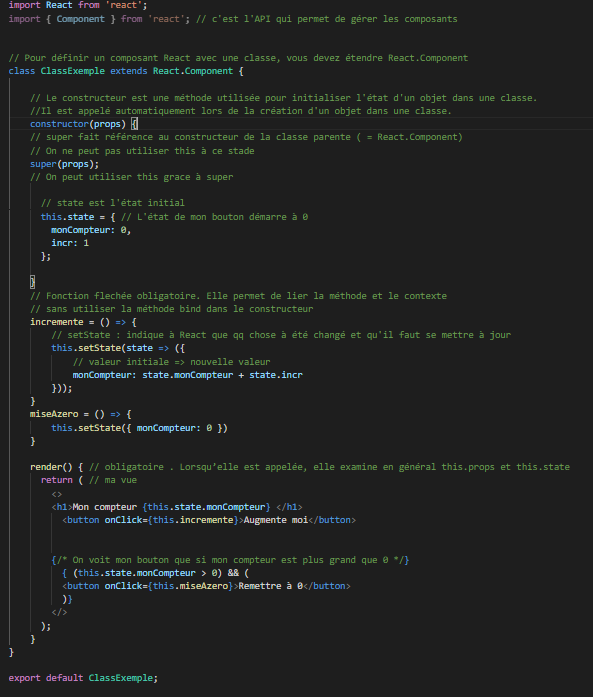 import React from 'react';
import { Component } from 'react'; // c'est l'API qui permet de gérer les composants
// Pour définir un composant React avec une classe, vous devez étendre React.Component
class ClassExemple extends React.Component {
// Le constructeur est une méthode utilisée pour initialiser l'état d'un objet dans une classe.
//Il est appelé automatiquement lors de la création d'un objet dans une classe.
constructor(props) {
// super fait référence au constructeur de la classe parente ( = React.Component)
// On ne peut pas utiliser this à ce stade
super(props);
// On peut utiliser this grace à super
// state est l'état initial
this.state = { // L'état de mon bouton démarre à 0
monCompteur: 0,
incr: 1
};
}
// Fonction flechée obligatoire. Elle permet de lier la méthode et le contexte
// sans utiliser la méthode bind dans le constructeur
incremente = () => {
// setState : indique à React que qq chose à été changé et qu'il faut se mettre à jour
this.setState(state => ({
// valeur initiale => nouvelle valeur
monCompteur: state.monCompteur + state.incr
}));
}
miseAzero = () => {
this.setState({ monCompteur: 0 })
}
render() { // obligatoire . Lorsqu’elle est appelée, elle examine en général this.props et this.state
return ( // ma vue
<>
<h1>Mon compteur {this.state.monCompteur} </h1>
<button onClick={this.incremente}>Augmente moi</button>
{/* On voit mon bouton que si mon compteur est plus grand que 0 */}
{ (this.state.monCompteur > 0) && (
<button onClick={this.miseAzero}>Remettre à 0</button>
)}
</>
);
}
}
export default ClassExemple;